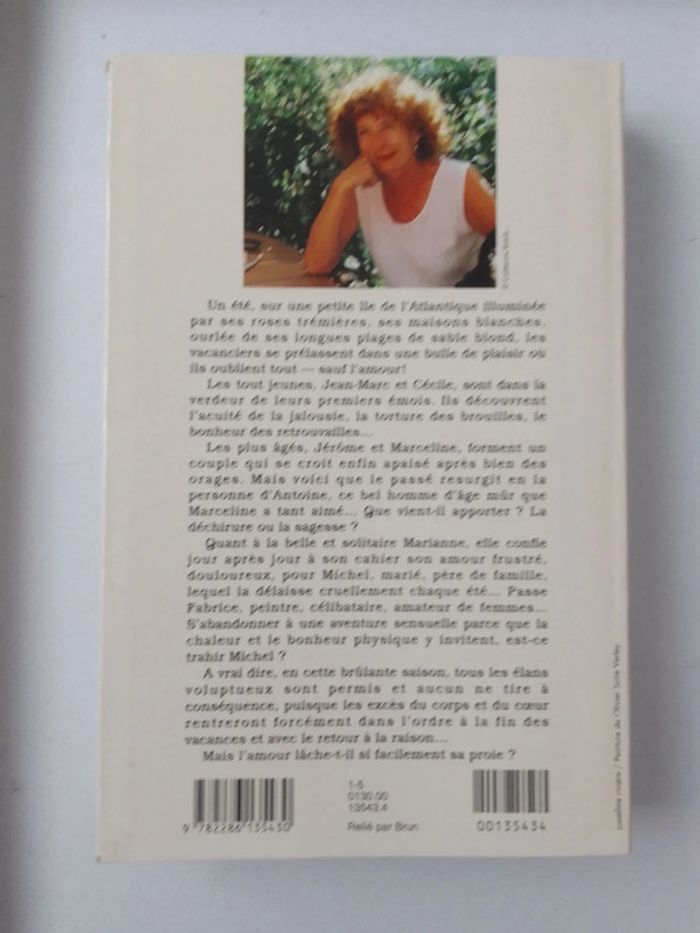 Un été, sur une petite île de l'Atlantique illuminée
par ses roses trémières, ses maisons blanches,
ourlée de ses longues plages de sable blond, les
vacanciers se prélassent dans une bulle de plaisir où
ils oublient tout — sauf l'amour!
Les tout jeunes, Jean-Marc et Cécile, sont dans la
verdeur de leurs premiers émois. Ils découvrent
l'acuité de la jalousie, la torture des brouilles, le
bonheur des retrouvailles...
Les plus âgés, Jérôme et Marceline, forment un
couple qui se croit enfin apaisé après bien des
orages. Mais voici que le passé resurgit en la
personne d'Antoine, ce bel homme d'âge mûr que
Marceline a tant aimé... Que vient-il apporter ? La
déchirure ou la sagesse ?
Quant à la belle et solitaire Marianne, elle confie
jour après jour à son cahier son amour frustré,
douloureux, pour Michel, marié, père de famille,
lequel la délaisse cruellement chaque été... Passe
Fabrice, peintre, célibataire, amateur de femmes...
S'abandonner à une aventure sensuelle parce que la
chaleur et le bonheur physique y invitent, est-ce
trahir Michel ?
A vrai dire, en cette brûlante saison, tous les élans
voluptueux sont permis et aucun ne tire à
conséquence, puisque les excès du corps et du cœur
rentreront forcément dans l'ordre à la fin des
vacances et avec le retour à la raison...
Mais l'amour lâche-t-il si facilement sa proie ?
1-5
0130.00
13543.4
9 782286 135430
Relié par Brun
00135434
/ Peinture de